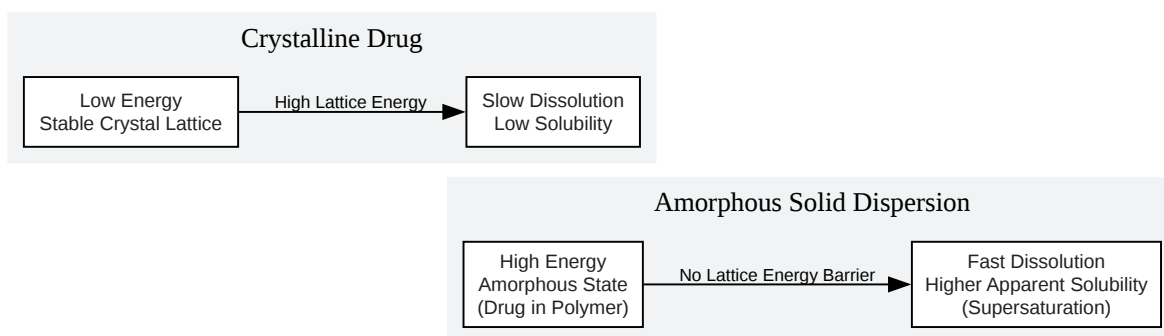 Crystalline Drug
Low Energy
Stable Crystal Lattice
High Lattice Energy
Slow Dissolution
Low Solubility
Amorphous Solid Dispersion
High Energy
Amorphous State
(Drug in Polymer)
No Lattice Energy Barrier
Fast Dissolution
Higher Apparent Solubility
(Supersaturation)